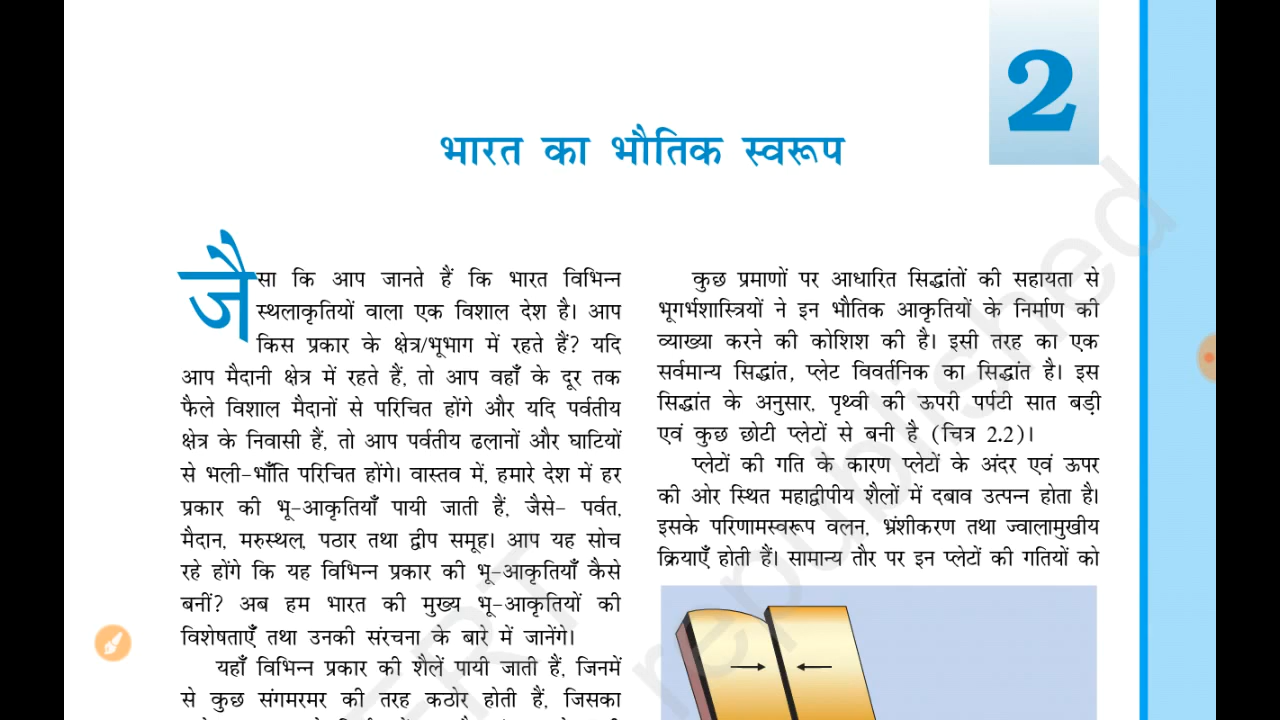 2
भारत का भौतिक स्वरूप
जैसा कि आप जानते हैं कि भारत विभिन्न
स्थलाकृतियों वाला एक विशाल देश है। आप
किस प्रकार के क्षेत्र/भूभाग में रहते हैं? यदि
आप मैदानी क्षेत्र में रहते हैं, तो आप वहाँ के दूर तक
फैले विशाल मैदानों से परिचित होंगे और यदि पर्वतीय
क्षेत्र के निवासी हैं, तो आप पर्वतीय ढलानों और घाटियों
से भली-भाँति परिचित होंगे। वास्तव में, हमारे देश में हर
प्रकार की भू-आकृतियाँ पायी जाती हैं, जैसे- पर्वत,
मैदान, मरुस्थल, पठार तथा द्वीप समूह। आप यह सोच
रहे होंगे कि यह विभिन्न प्रकार की भू-आकृतियाँ कैसे
बनीं? अब हम भारत की मुख्य भू-आकृतियों की
विशेषताएँ तथा उनकी संरचना के बारे में जानेंगे।
यहाँ विभिन्न प्रकार की शैलें पायी जाती हैं, जिनमें
से कुछ संगमरमर की तरह कठोर होती हैं, जिसका
कुछ प्रमाणों पर आधारित सिद्धांतों की सहायता से
भूगर्भशास्त्रियों ने इन भौतिक आकृतियों के निर्माण की
व्याख्या करने की कोशिश की है। इसी तरह का एक
सर्वमान्य सिद्धांत, प्लेट विवर्तनिक का सिद्धांत है। इस
सिद्धांत के अनुसार, पृथ्वी की ऊपरी पर्पटी सात बड़ी
एवं कुछ छोटी प्लेटों से बनी है (चित्र 2.2)।
प्लेटों की गति के कारण प्लेटों के अंदर एवं ऊपर
की ओर स्थित महाद्वीपीय शैलों में दबाव उत्पन्न होता है।
इसके परिणामस्वरूप वलन, भ्रंशीकरण तथा ज्वालामुखीय
क्रियाएँ होती हैं। सामान्य तौर पर इन प्लेटों की गतियों को
republished